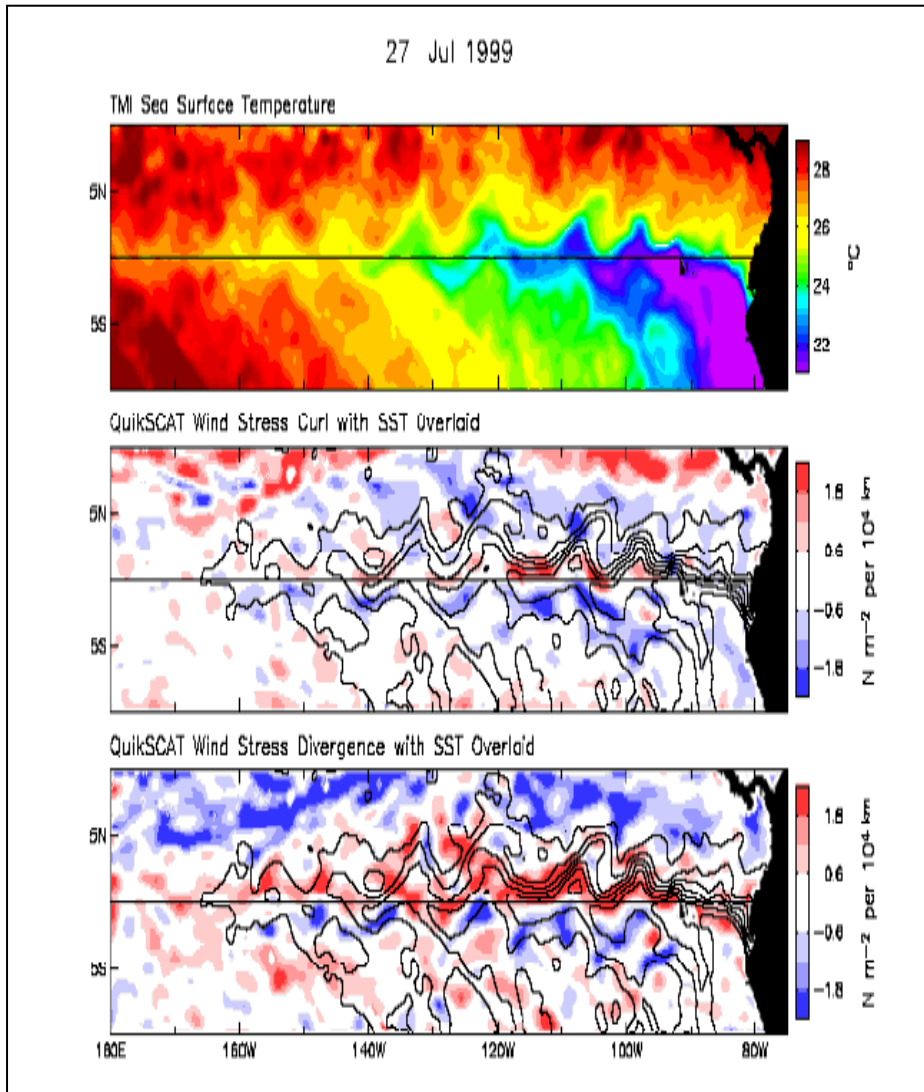 27 Jul 1999
TMI Sea Surface Temperature
5N
5S
28
26
24
22
°C
QuikSCAT Wind Stress Curl with SST Overlaid
5N
5S
1.8
0.6
-0.6
-1.8
N m⁻² per 10⁴ km
QuikSCAT Wind Stress Divergence with SST Overlaid
5N
5S
1.8
0.6
-0.6
-1.8
N m⁻² per 10⁴ km
180E 160W 140W 120W 100W 80W